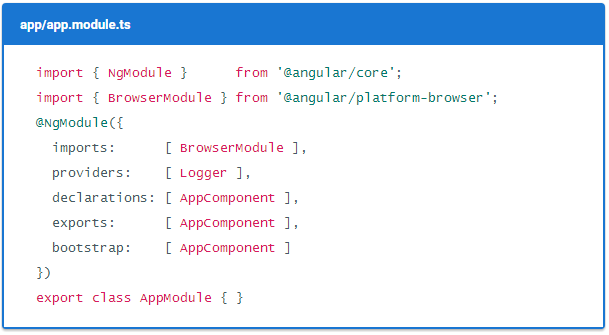 app/app.module.ts
import { NgModule }      from '@angular/core';
import { BrowserModule } from '@angular/platform-browser';
@NgModule({
  imports:      [ BrowserModule ],
  providers:    [ Logger ],
  declarations: [ AppComponent ],
  exports:      [ AppComponent ],
  bootstrap:    [ AppComponent ]
})
export class AppModule { }